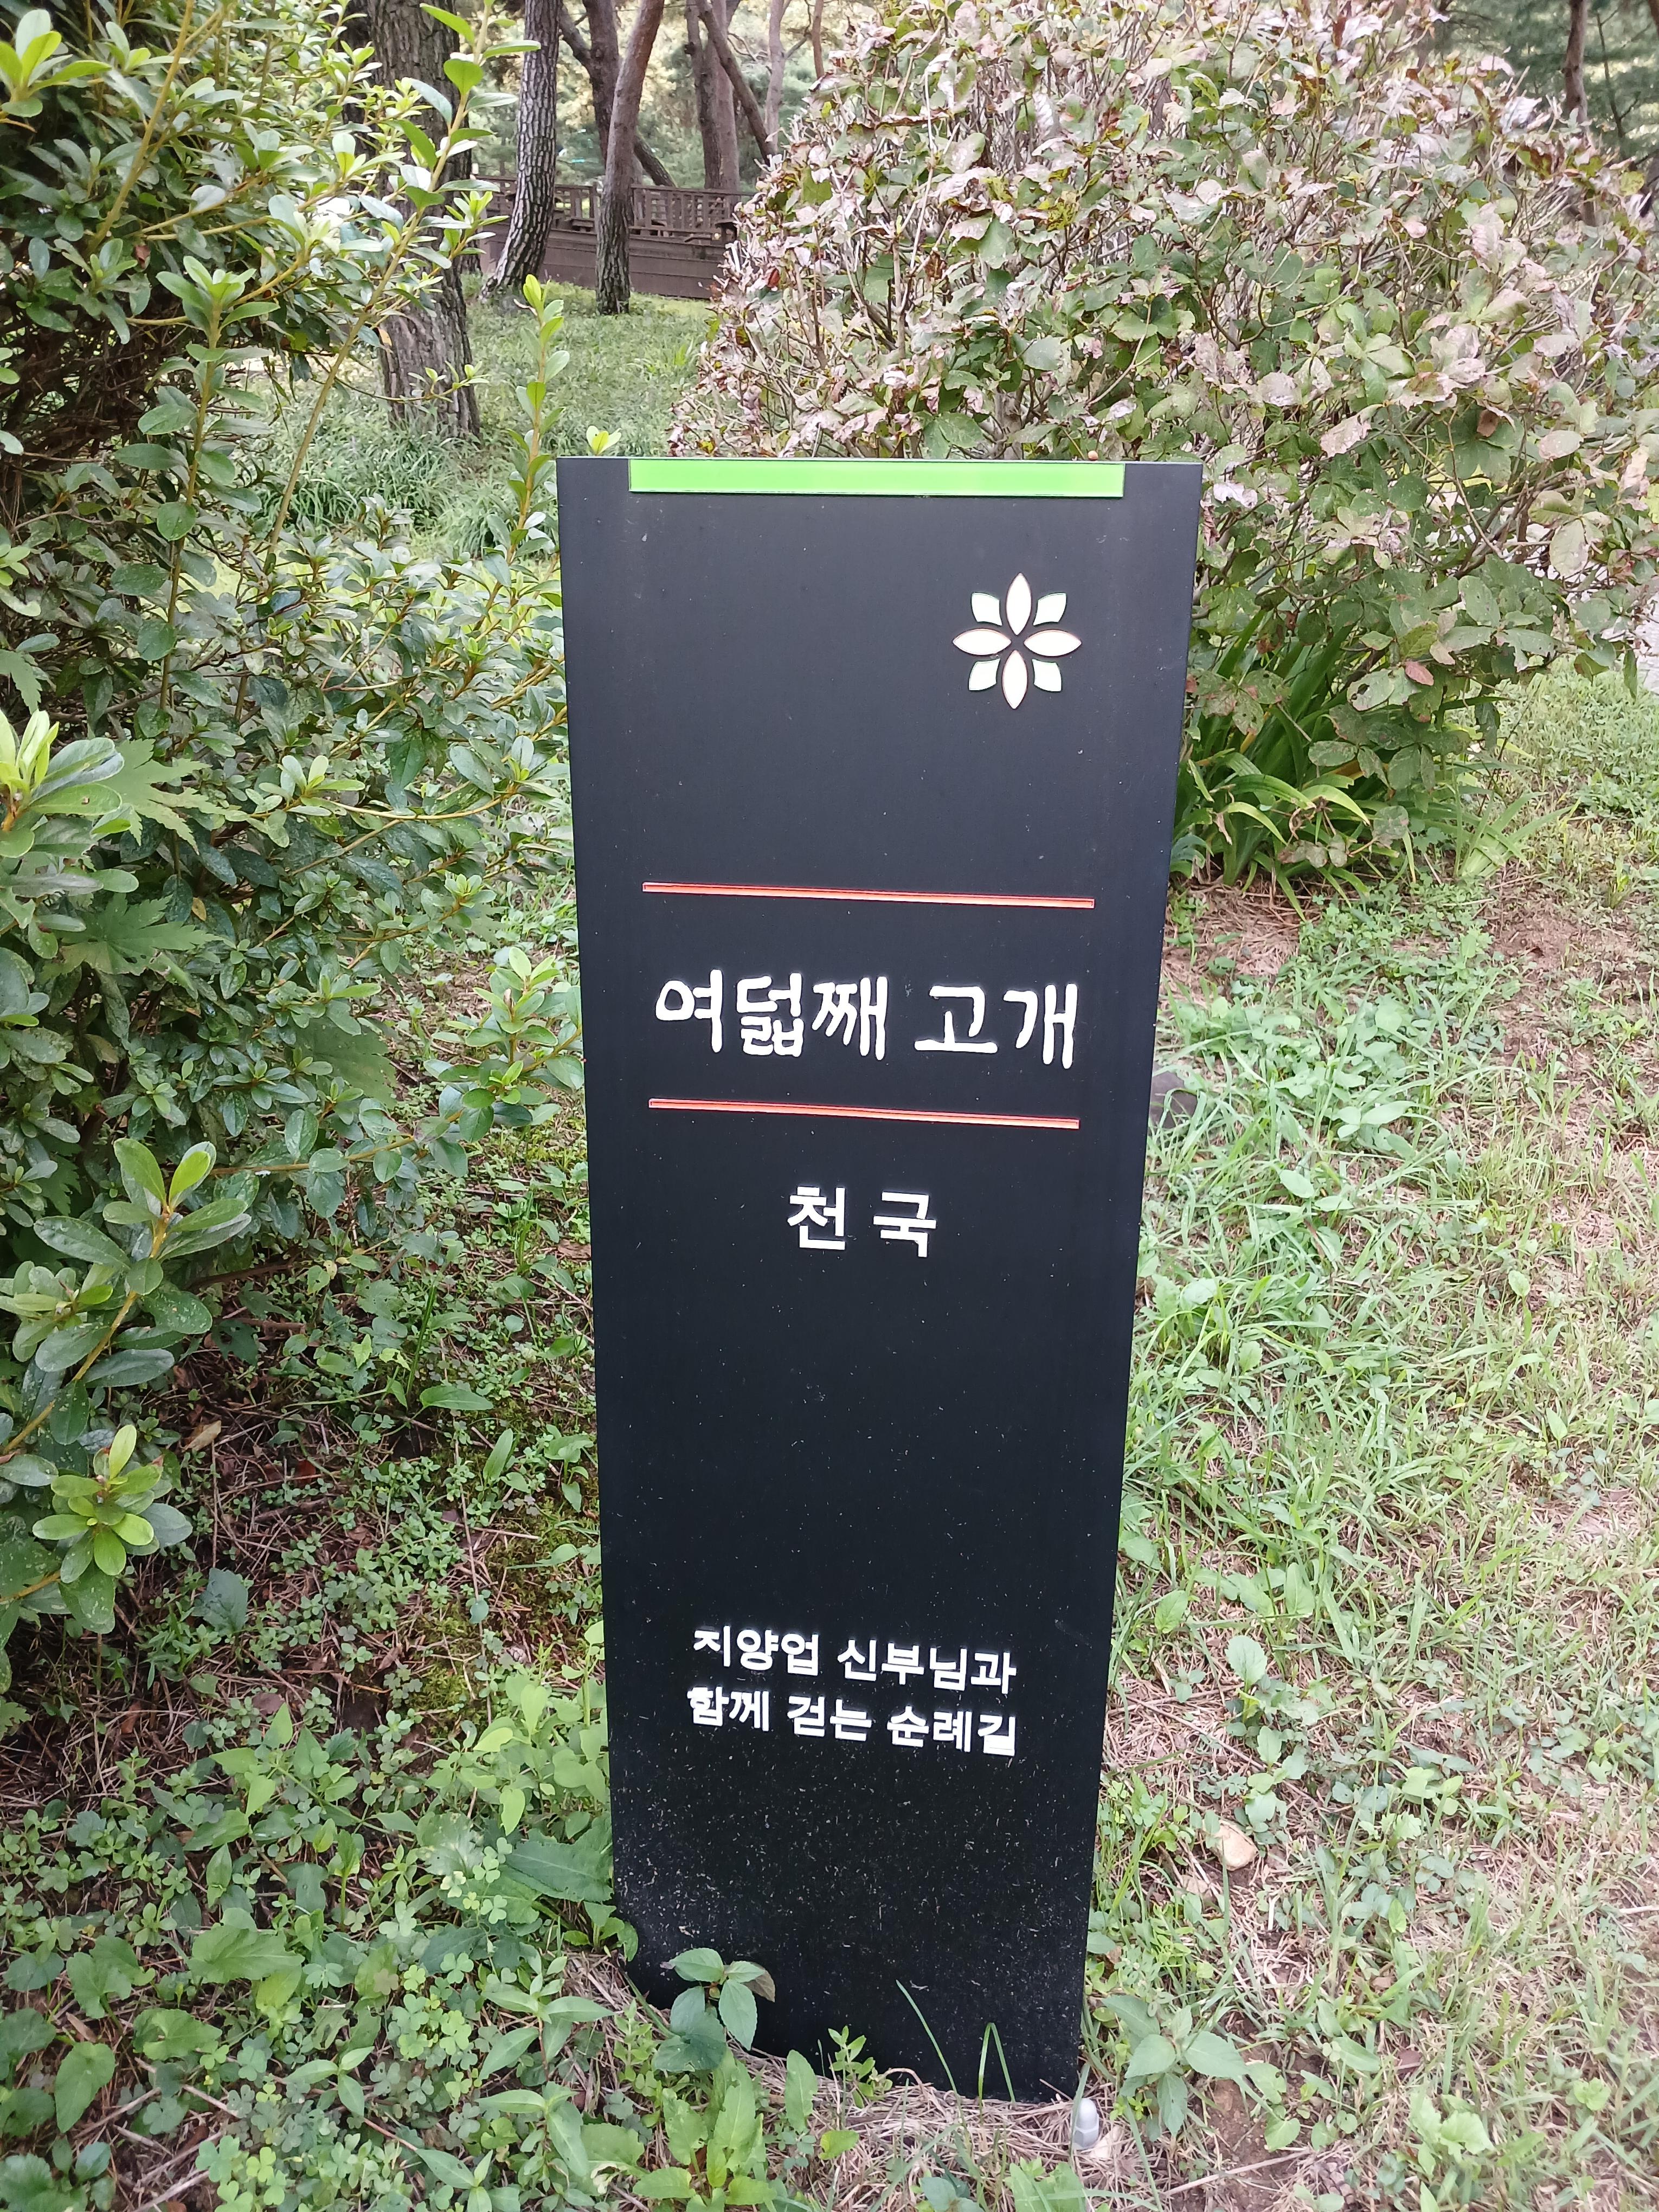 여덟째 고개
천국
지양업 신부님과
함께 걷는 순례길